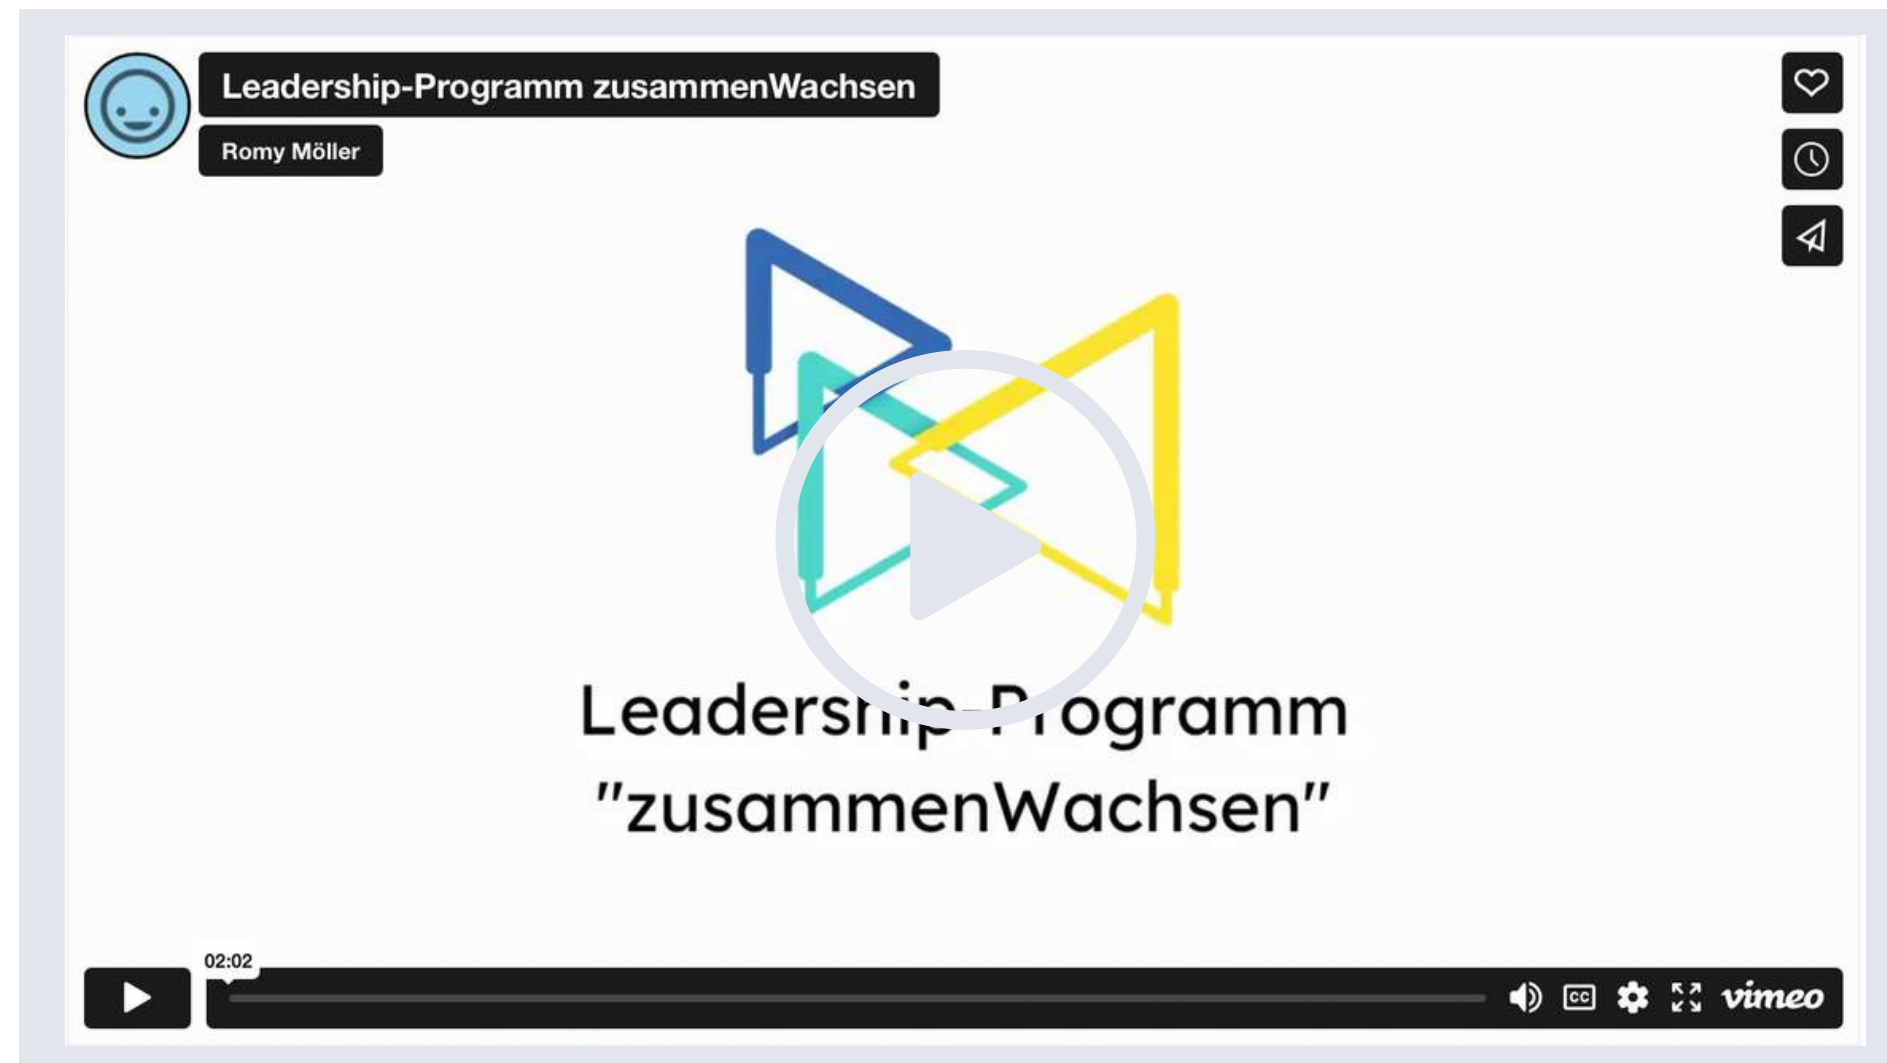 Leadership-Programm zusammenWachsen
Romy Möller
Leadership-Programm
"zusammenWachsen"
02:02
CC
vimeo